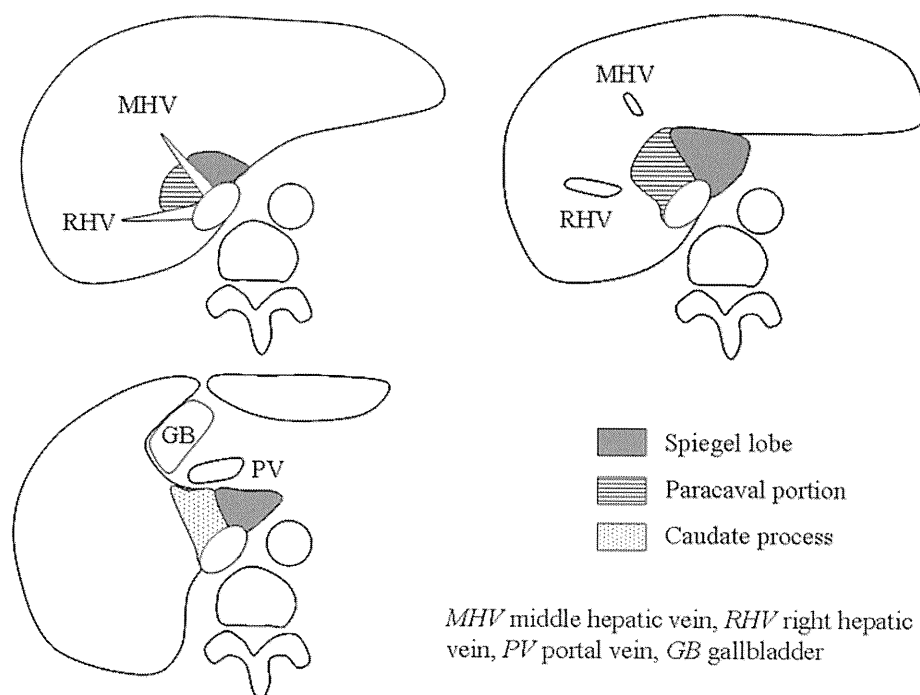 MHV
RHV
MHV
RHV
GB
PV
Spiegel lobe
Paracaval portion
Caudate process
MHV middle hepatic vein, RHV right hepatic
vein, PV portal vein, GB gallbladder